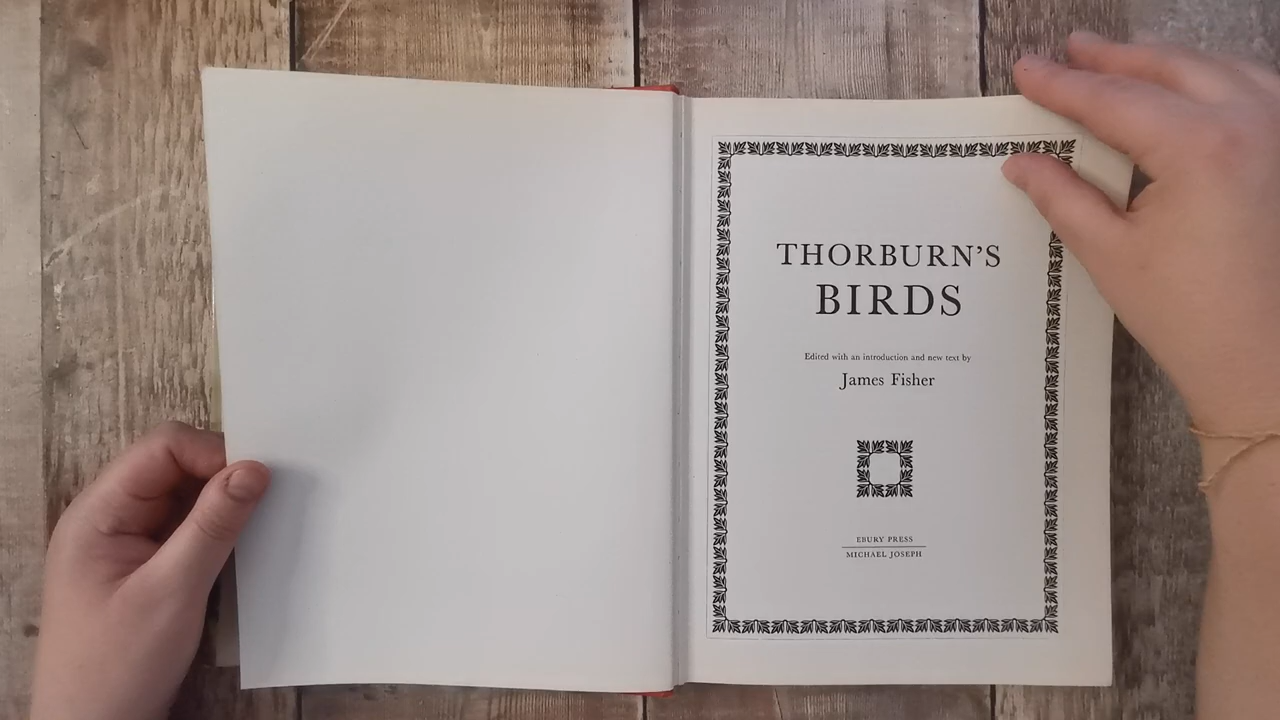 THORBURN'S
BIRDS
Edited with an introduction and new text by
James Fisher
EBURY PRESS
MICHAEL JOSEPH